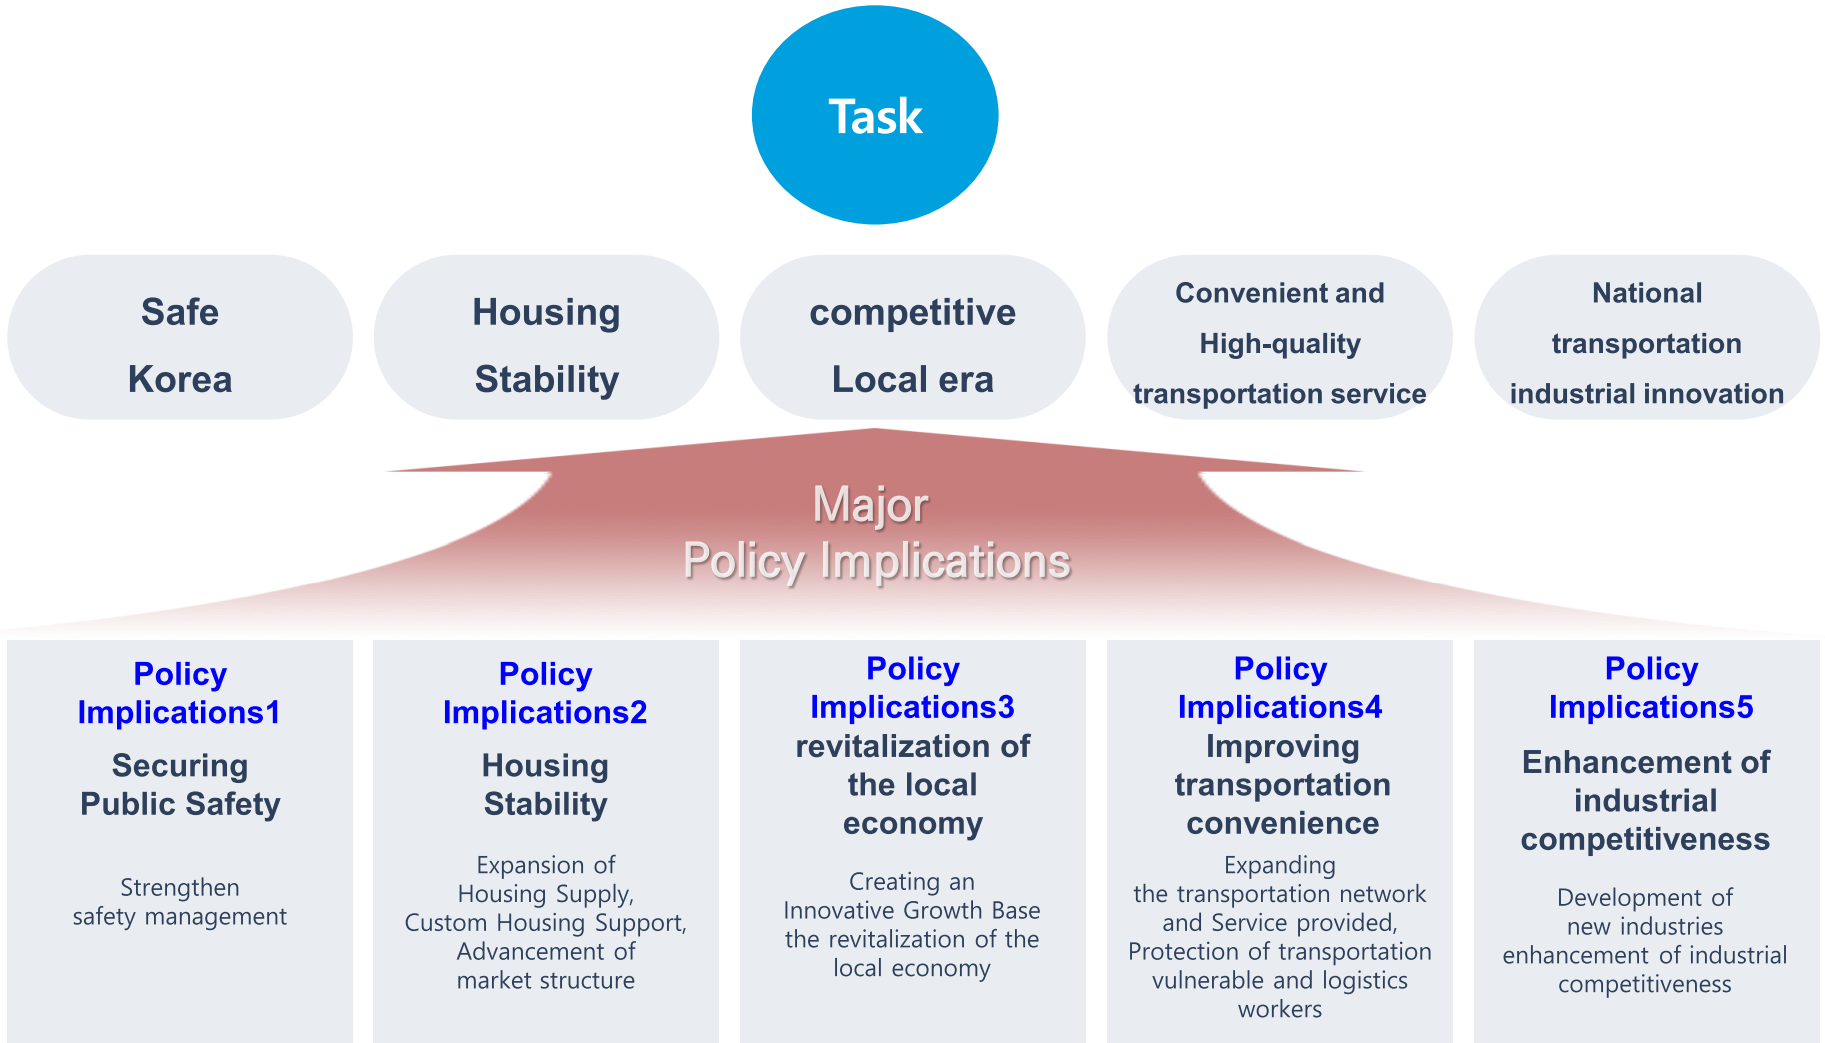 Task
Safe
Korea
Housing
Stability
competitive
Local era
Convenient and
High-quality
transportation service
National
transportation
industrial innovation
Major
Policy Implications
Policy
Implications1
Securing
Public Safety
Strengthen
safety management
Policy
Implications2
Housing
Stability
Expansion of
Housing Supply,
Custom Housing Support,
Advancement of
market structure
Policy
Implications3
revitalization of
the local
economy
Creating an
Innovative Growth Base
the revitalization of the
local economy
Policy
Implications4
Improving
transportation
convenience
Expanding
the transportation network
and Service provided,
Protection of transportation
vulnerable and logistics
workers
Policy
Implications5
Enhancement of
industrial
competitiveness
Development of
new industries
enhancement of industrial
competitiveness